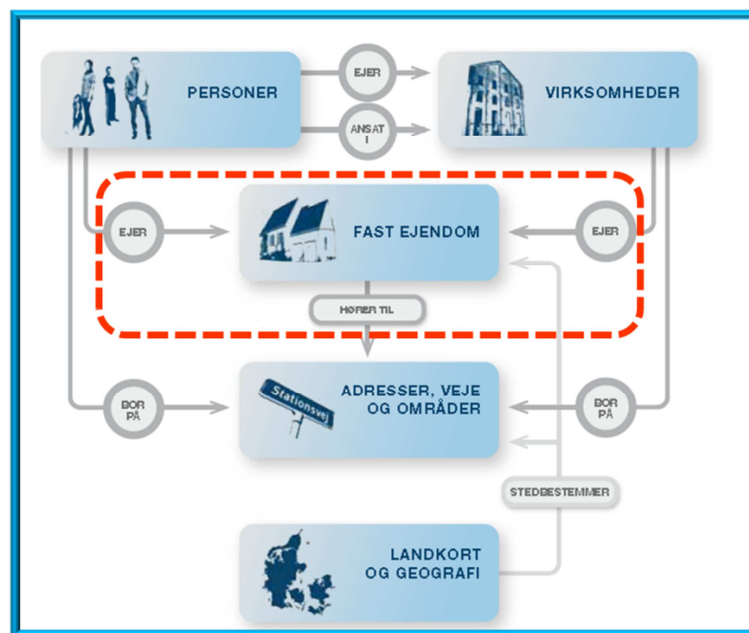 PERSONER
EJER
VIRKSOMHEDER
ANSAT
I
EJER
FAST EJENDOM
EJER
HØRER TIL
BOR
PÅ
Stationsvej
ADRESSER, VEJE
OG OMRÅDER
BOR
PÅ
STEDBESTEMMER
LANDKORT
OG GEOGRAFI